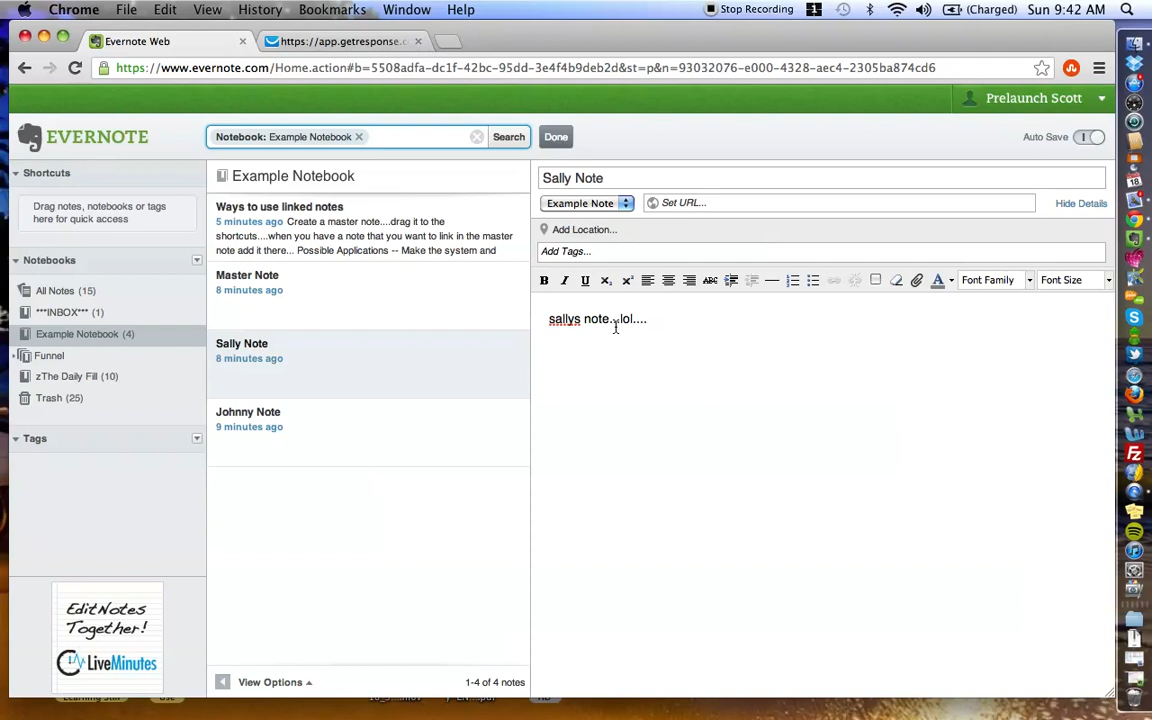 Chrome File Edit View History Bookmarks Window Help Stop Recording 1 (Charged) Sun 9:42 AM
Evernote Web × https://app.getresponse.c ×
https://www.evernote.com/Home.action#b=5508adfa-dc1f-42bc-95dd-3e4f4b9deb2d&st=p&n=93032076-e000-4328-aec4-2305ba874cd6
Prelaunch Scott
EVERNOTE
Notebook: Example Notebook ×
Search
Done
Auto Save
Shortcuts
Drag notes, notebooks or tags
here for quick access
Notebooks
All Notes (15)
***INBOX*** (1)
Example Notebook (4)
Funnel
zThe Daily Fill (10)
Trash (25)
Tags
EditNotes
Together!
LiveMinutes
Example Notebook
Ways to use linked notes
5 minutes ago Create a master note....drag it to the
shortcuts....when you have a note that you want to link in the master
note add it there... Possible Applications -- Make the system and
Master Note
8 minutes ago
Sally Note
8 minutes ago
Johnny Note
9 minutes ago
View Options
1-4 of 4 notes
Sally Note
Example Note
Set URL...
Hide Details
Add Location...
Add Tags...
B I U X₂ X² ABC A Font Family Font Size
sallys note...lol....
18